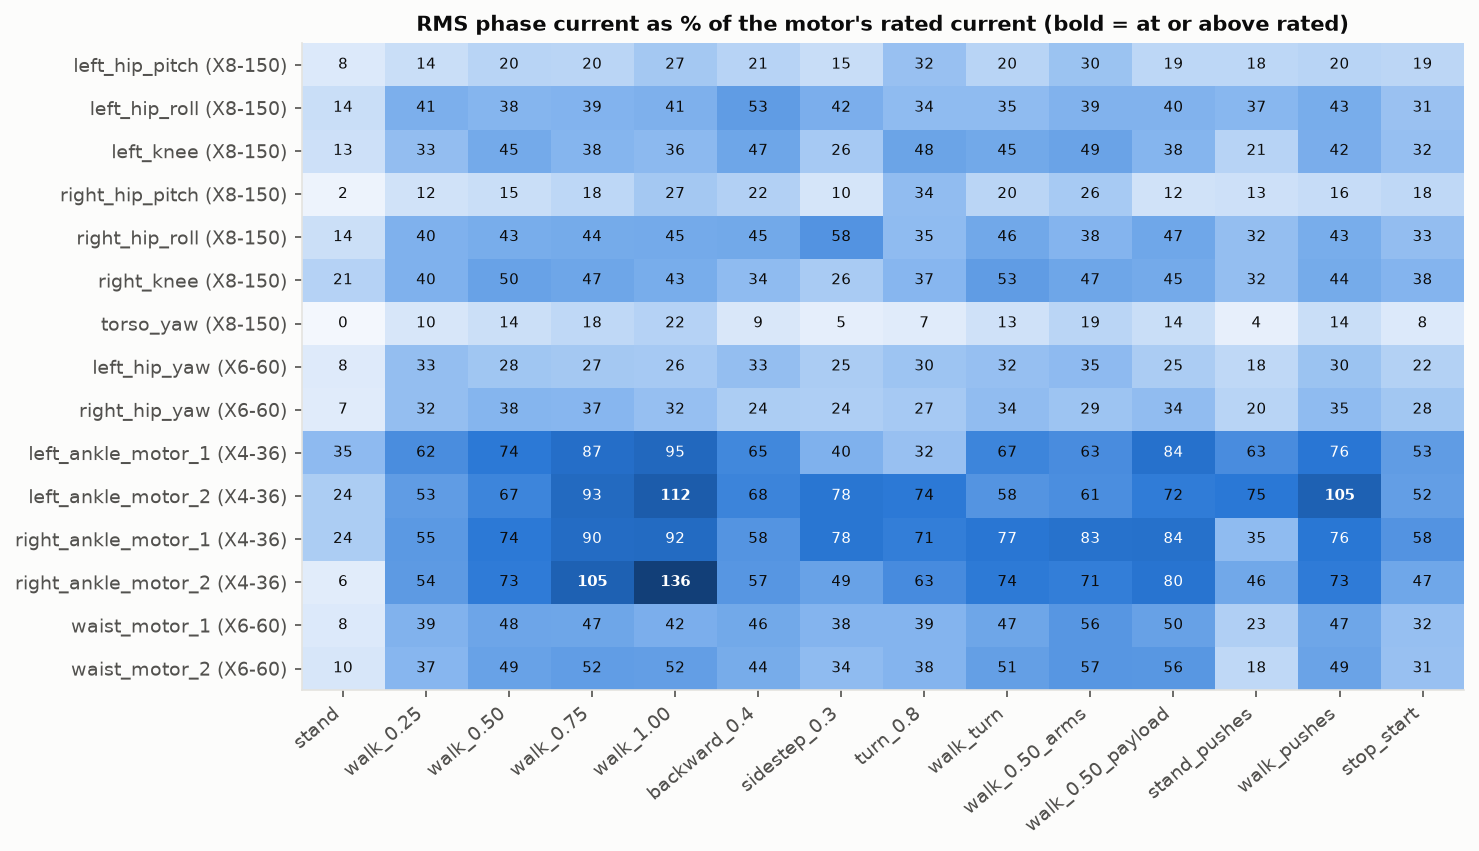 RMS phase current as % of the motor's rated current (bold = at or above rated)
left_hip_pitch (X8-150) 8 14 20 20 27 21 15 32 20 30 19 18 20 19
left_hip_roll (X8-150) 14 41 38 39 41 53 42 34 35 39 40 37 43 31
left_knee (X8-150) 13 33 45 38 36 47 26 48 45 49 38 21 42 32
right_hip_pitch (X8-150) 2 12 15 18 27 22 10 34 20 26 12 13 16 18
right_hip_roll (X8-150) 14 40 43 44 45 45 58 35 46 38 47 32 43 33
right_knee (X8-150) 21 40 50 47 43 34 26 37 53 47 45 32 44 38
torso_yaw (X8-150) 0 10 14 18 22 9 5 7 13 19 14 4 14 8
left_hip_yaw (X6-60) 8 33 28 27 26 33 25 30 32 35 25 18 30 22
right_hip_yaw (X6-60) 7 32 38 37 32 24 24 27 34 29 34 20 35 28
left_ankle_motor_1 (X4-36) 35 62 74 87 95 65 40 32 67 63 84 63 76 53
left_ankle_motor_2 (X4-36) 24 53 67 93 112 68 78 74 58 61 72 75 105 52
right_ankle_motor_1 (X4-36) 24 55 74 90 92 58 78 71 77 83 84 35 76 58
right_ankle_motor_2 (X4-36) 6 54 73 105 136 57 49 63 74 71 80 46 73 47
waist_motor_1 (X6-60) 8 39 48 47 42 46 38 39 47 56 50 23 47 32
waist_motor_2 (X6-60) 10 37 49 52 52 44 34 38 51 57 56 18 49 31
stand walk_0.25 walk_0.50 walk_0.75 walk_1.00 backward_0.4 sidestep_0.3 turn_0.8 walk_turn walk_0.50_arms walk_0.50_payload stand_pushes walk_pushes stop_start